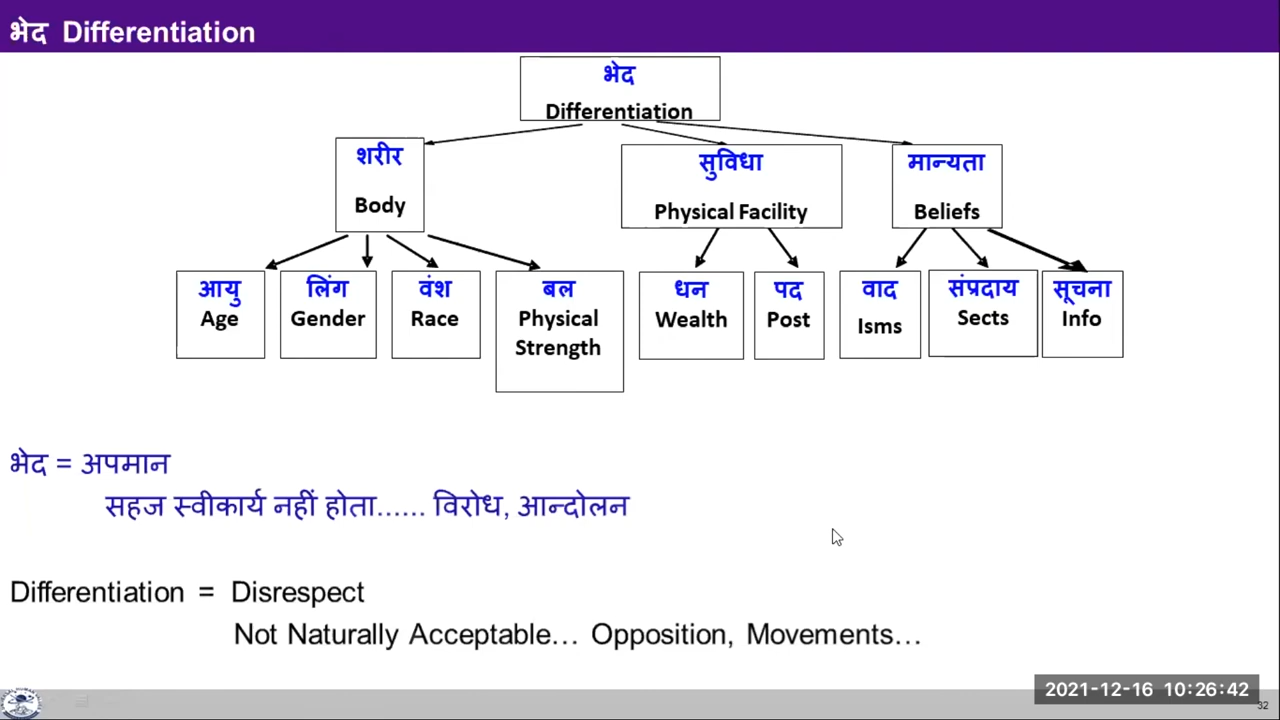 भेद Differentiation
भेद
Differentiation
शरीर
Body
सुविधा
Physical Facility
मान्यता
Beliefs
आयु
Age
लिंग
Gender
वंश
Race
बल
Physical
Strength
धन
Wealth
पद
Post
वाद
Isms
संप्रदाय
Sects
सूचना
Info
भेद = अपमान
सहज स्वीकार्य नहीं होता...... विरोध, आन्दोलन
Differentiation = Disrespect
Not Naturally Acceptable… Opposition, Movements…
2021-12-16 10:26:42
32